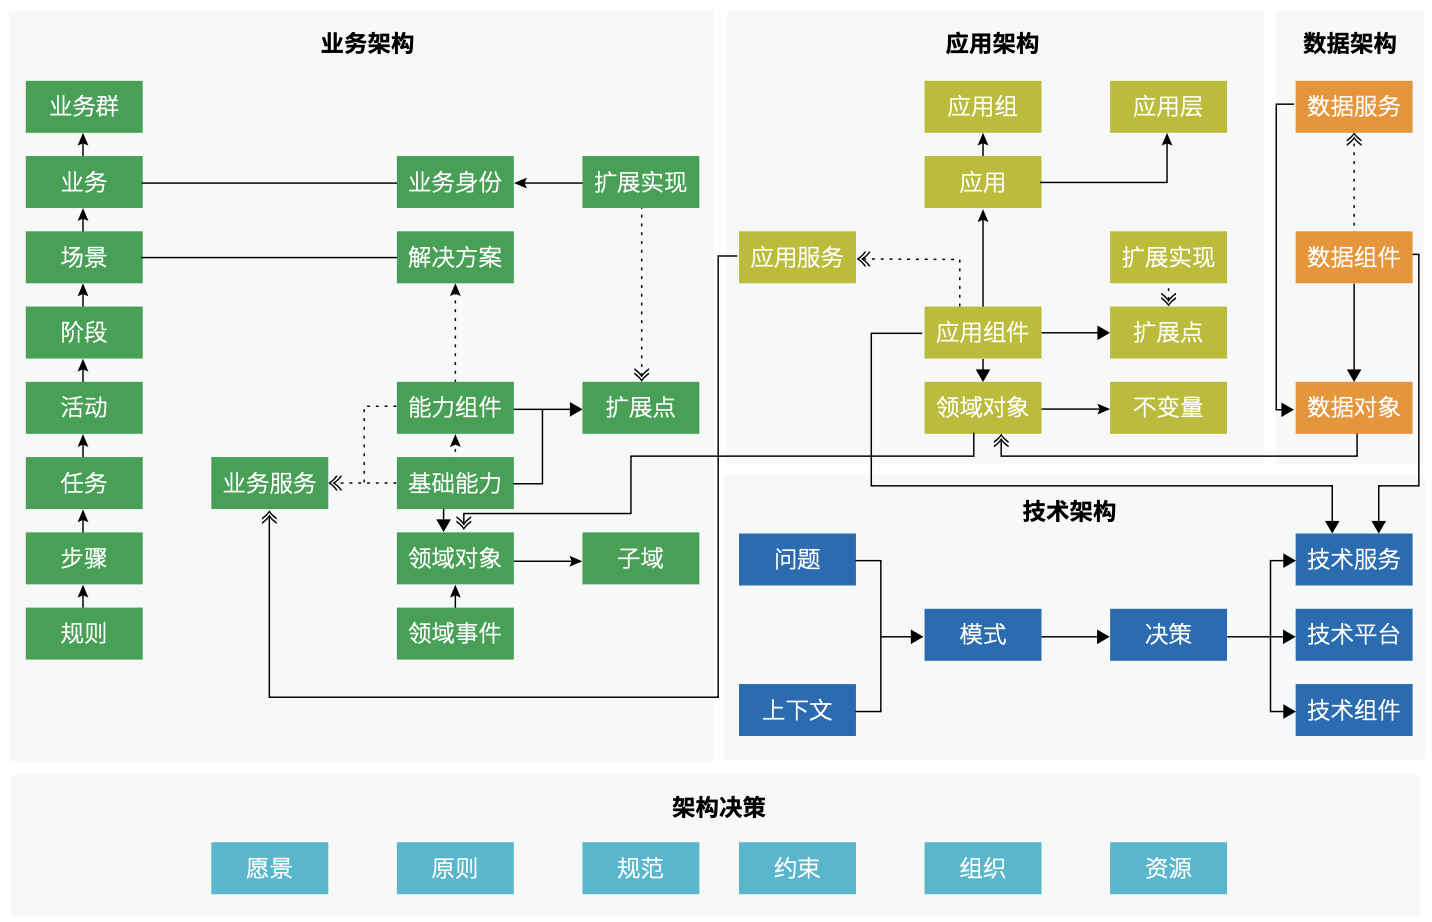 业务架构
业务群
业务
业务身份
扩展实现
场景
解决方案
阶段
活动
能力组件
扩展点
任务
业务服务
基础能力
步骤
领域对象
子域
规则
领域事件
应用架构
应用组
应用层
应用
应用服务
扩展实现
应用组件
扩展点
领域对象
不变量
数据架构
数据服务
数据组件
数据对象
技术架构
问题
技术服务
模式
决策
技术平台
上下文
技术组件
架构决策
愿景
原则
规范
约束
组织
资源